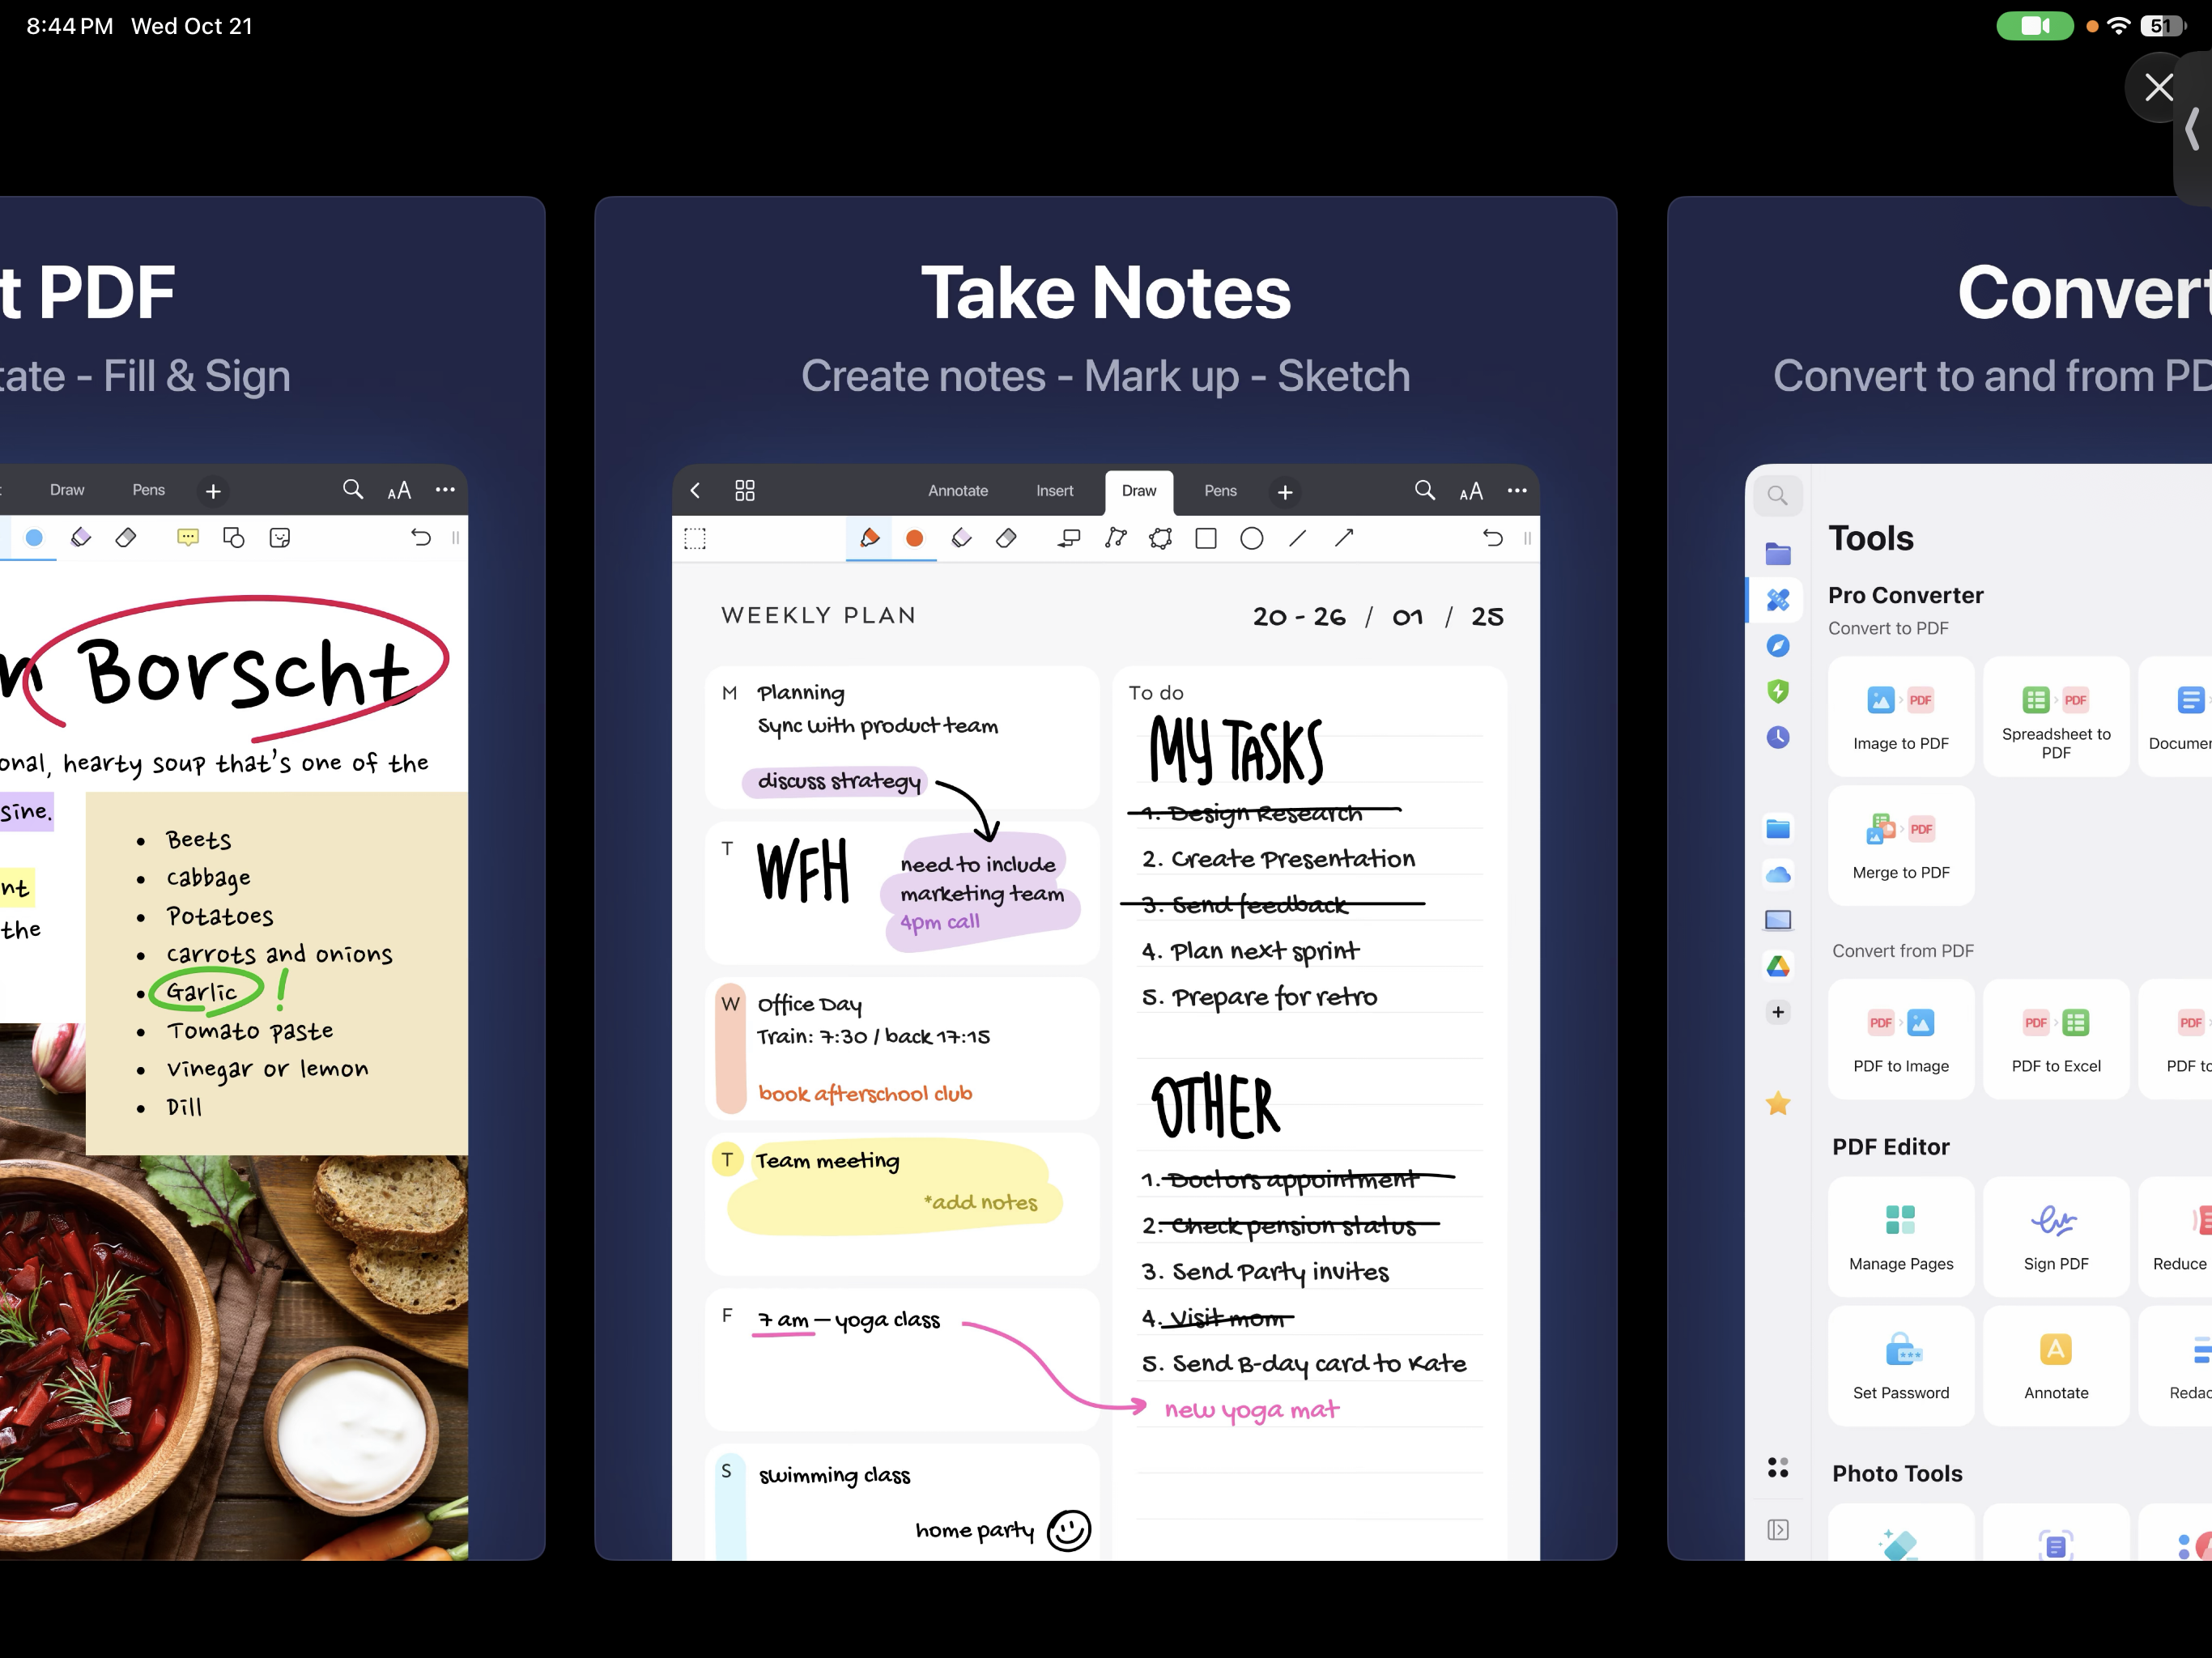 8:44 PM Wed Oct 21
51
t PDF
tate - Fill & Sign
Draw Pens
AA
n Borscht
onal, hearty soup that's one of the
sine.
nt
the
• Beets
• cabbage
• Potatoes
• carrots and onions
• Garlic !
• Tomato paste
• vinegar or lemon
• Dill
Take Notes
Create notes - Mark up - Sketch
Annotate Insert Draw Pens
AA
WEEKLY PLAN 20 - 26 / 01 / 25
M Planning
Sync with product team
discuss strategy
T WFH
need to include
marketing team
4pm call
W Office Day
Train: 7:30 / back 17:15
book afterschool club
T Team meeting
*add notes
F 7 am — yoga class
S swimming class
home party
To do
MY TASKS
1. Design Research
2. Create Presentation
3. Send feedback
4. Plan next sprint
5. Prepare for retro
OTHER
1. Doctors appointment
2. Check pension status
3. Send Party invites
4. Visit mom
5. Send B-day card to Kate
new yoga mat
Convert
Convert to and from PD
Tools
Pro Converter
Convert to PDF
PDF PDF
Image to PDF
Spreadsheet to
PDF
Documen
PDF
Merge to PDF
Convert from PDF
PDF PDF PDF
PDF to Image
PDF to Excel
PDF to
PDF Editor
Manage Pages
Sign PDF
Reduce
***
A
Set Password
Annotate
Redac
Photo Tools